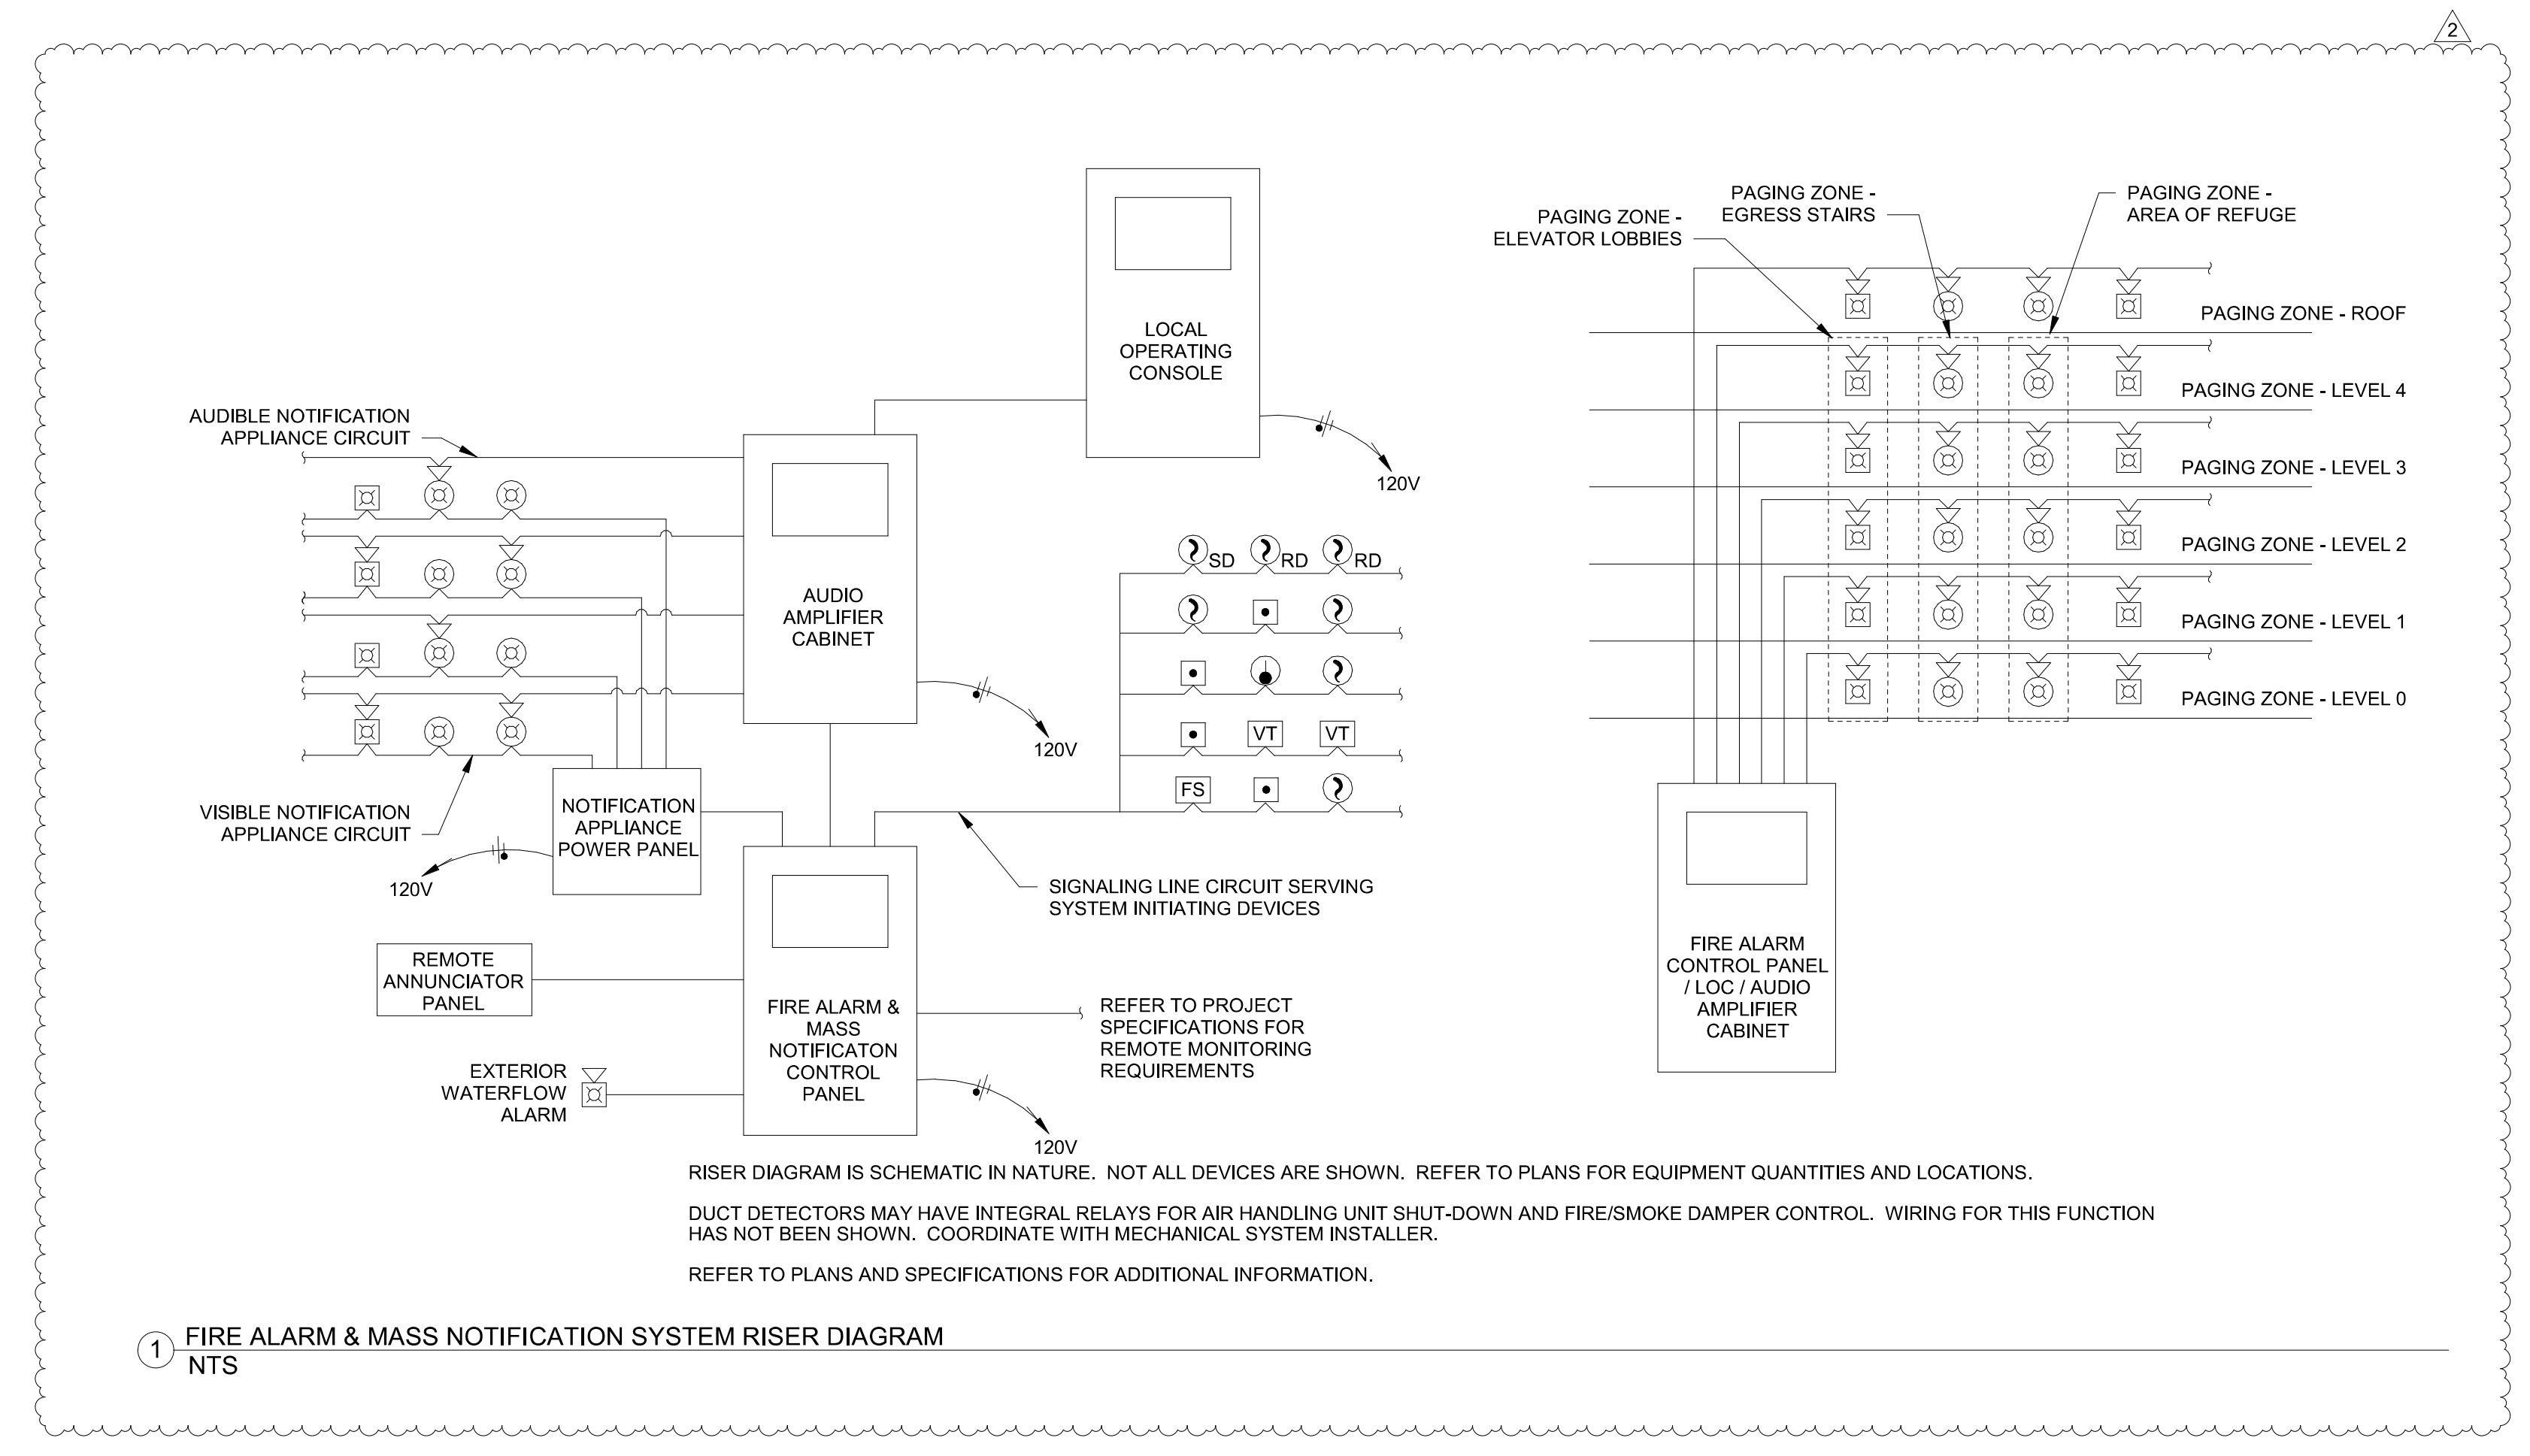 2
PAGING ZONE -
ELEVATOR LOBBIES
PAGING ZONE -
EGRESS STAIRS
PAGING ZONE -
AREA OF REFUGE
PAGING ZONE - ROOF
PAGING ZONE - LEVEL 4
PAGING ZONE - LEVEL 3
PAGING ZONE - LEVEL 2
PAGING ZONE - LEVEL 1
PAGING ZONE - LEVEL 0
LOCAL
OPERATING
CONSOLE
120V
AUDIBLE NOTIFICATION
APPLIANCE CIRCUIT
AUDIO
AMPLIFIER
CABINET
120V
SD
RD
RD
VT
VT
FS
VISIBLE NOTIFICATION
APPLIANCE CIRCUIT
NOTIFICATION
APPLIANCE
POWER PANEL
120V
SIGNALING LINE CIRCUIT SERVING
SYSTEM INITIATING DEVICES
REMOTE
ANNUNCIATOR
PANEL
FIRE ALARM &
MASS
NOTIFICATON
CONTROL
PANEL
REFER TO PROJECT
SPECIFICATIONS FOR
REMOTE MONITORING
REQUIREMENTS
EXTERIOR
WATERFLOW
ALARM
120V
FIRE ALARM
CONTROL PANEL
/ LOC / AUDIO
AMPLIFIER
CABINET
RISER DIAGRAM IS SCHEMATIC IN NATURE. NOT ALL DEVICES ARE SHOWN. REFER TO PLANS FOR EQUIPMENT QUANTITIES AND LOCATIONS.
DUCT DETECTORS MAY HAVE INTEGRAL RELAYS FOR AIR HANDLING UNIT SHUT-DOWN AND FIRE/SMOKE DAMPER CONTROL. WIRING FOR THIS FUNCTION
HAS NOT BEEN SHOWN. COORDINATE WITH MECHANICAL SYSTEM INSTALLER.
REFER TO PLANS AND SPECIFICATIONS FOR ADDITIONAL INFORMATION.
1
FIRE ALARM & MASS NOTIFICATION SYSTEM RISER DIAGRAM
NTS